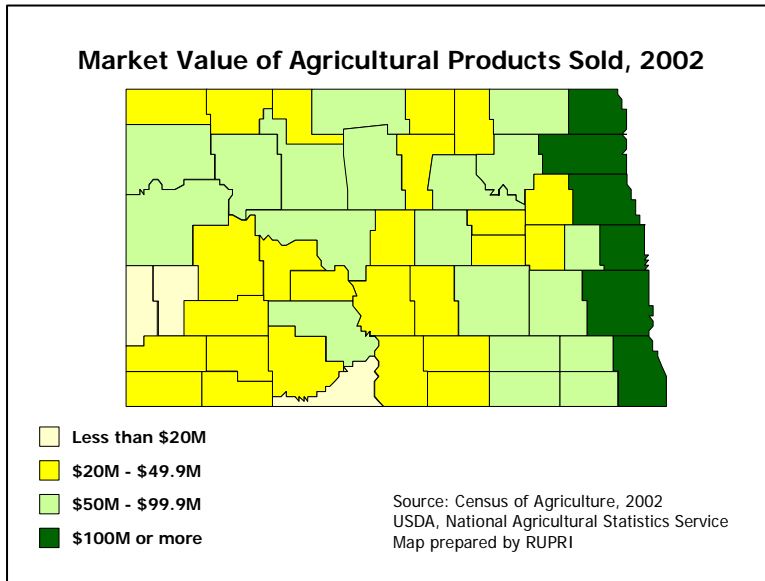 Market Value of Agricultural Products Sold, 2002
Less than $20M
$20M - $49.9M
$50M - $99.9M
$100M or more
Source: Census of Agriculture, 2002
USDA, National Agricultural Statistics Service
Map prepared by RUPRI